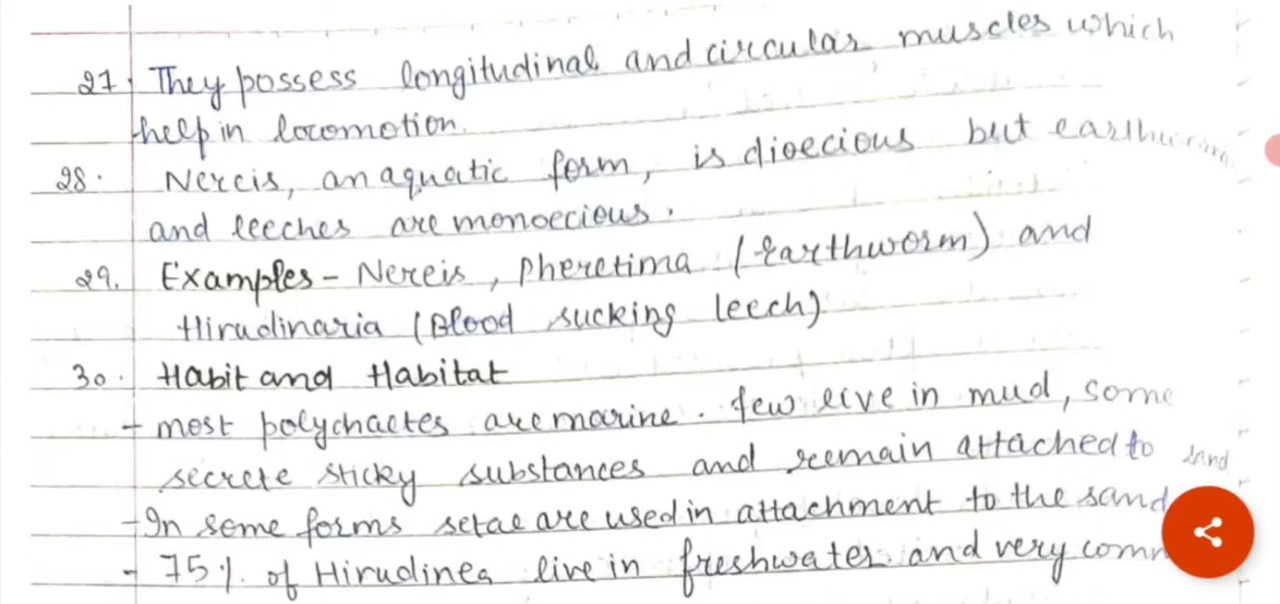 27. They possess longitudinal and circular muscles which
help in locomotion.
28. Nereis, an aquatic form, is dioecious but earthworm
and leeches are monoecious.
29. Examples - Nereis, Pheretima (Earthworm) and
Hirudinaria (Blood sucking leech)
30. Habit and Habitat
- most polychaetes are marine. few live in mud, some
secrete sticky substances and remain attached to sand
- In some forms setae are used in attachment to the sand
- 75% of Hirudinea live in freshwater and very